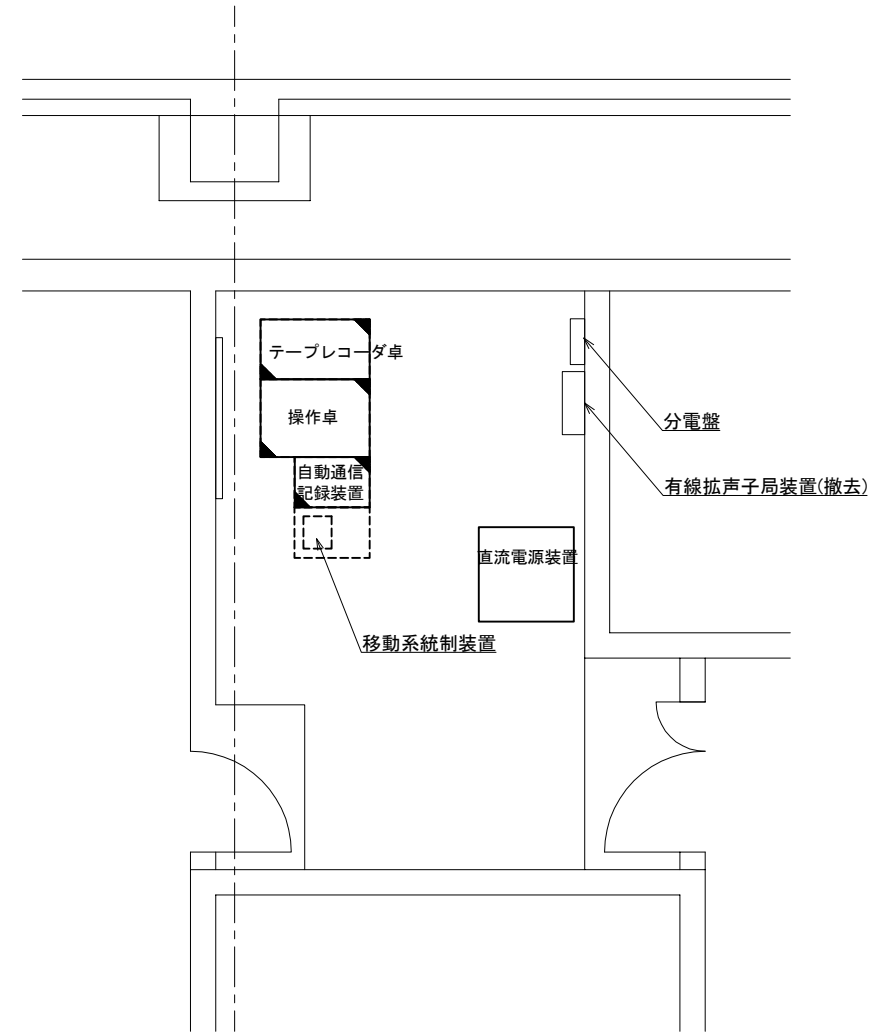 テープレコーダ卓
操作卓
自動通信
記録装置
分電盤
有線拡声子局装置(撤去)
直流電源装置
移動系統制装置